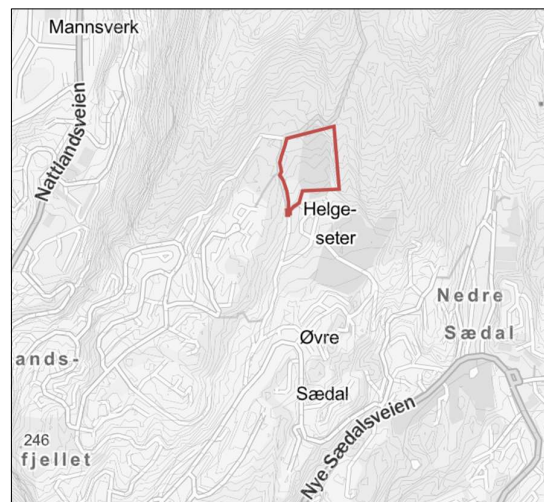 Mannsverk
Nattlandsveien
Helge-
seter
Nedre
Sædal
Øvre
Sædal
ands-
246
fjellet
Nye Sædalsveien